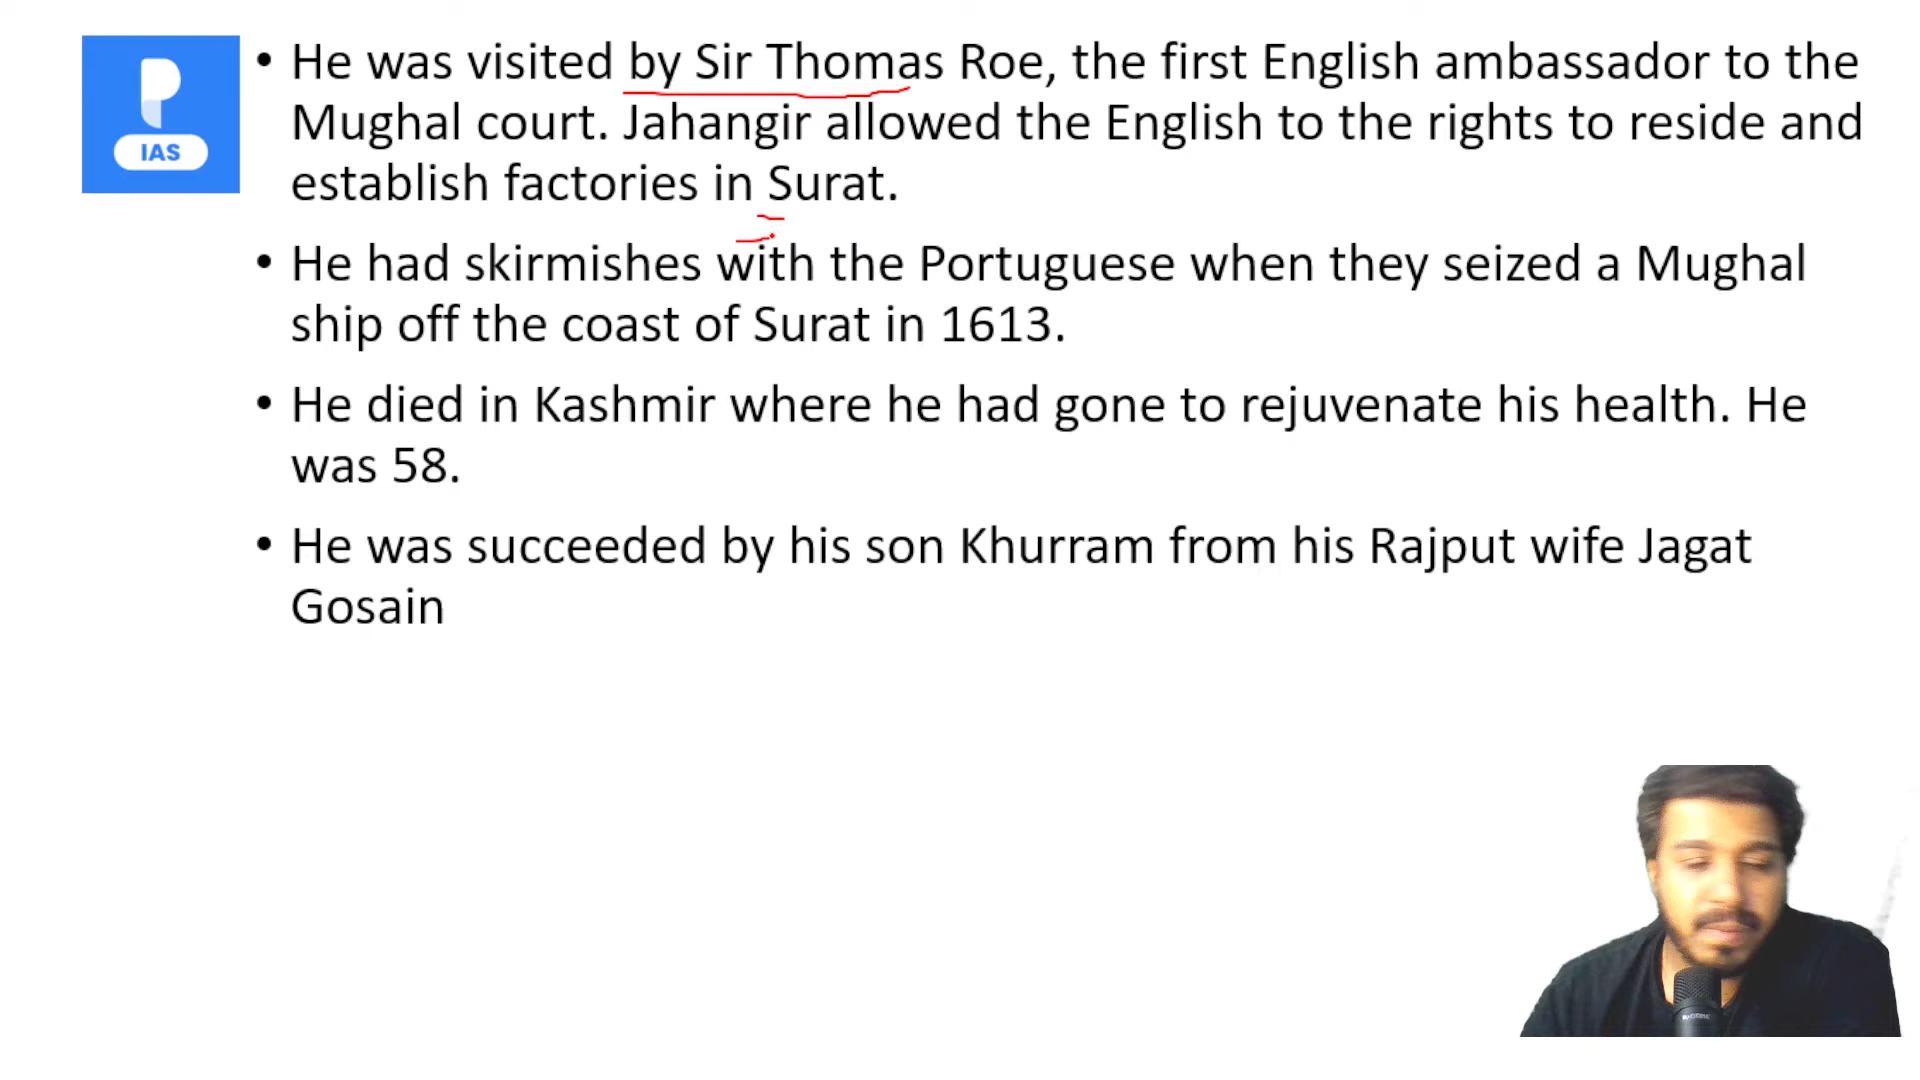 IAS
• He was visited by Sir Thomas Roe, the first English ambassador to the
Mughal court. Jahangir allowed the English to the rights to reside and
establish factories in Surat.
• He had skirmishes with the Portuguese when they seized a Mughal
ship off the coast of Surat in 1613.
• He died in Kashmir where he had gone to rejuvenate his health. He
was 58.
• He was succeeded by his son Khurram from his Rajput wife Jagat
Gosain